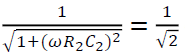 1/√(1+(ωR₂C₂)²) = 1/√2